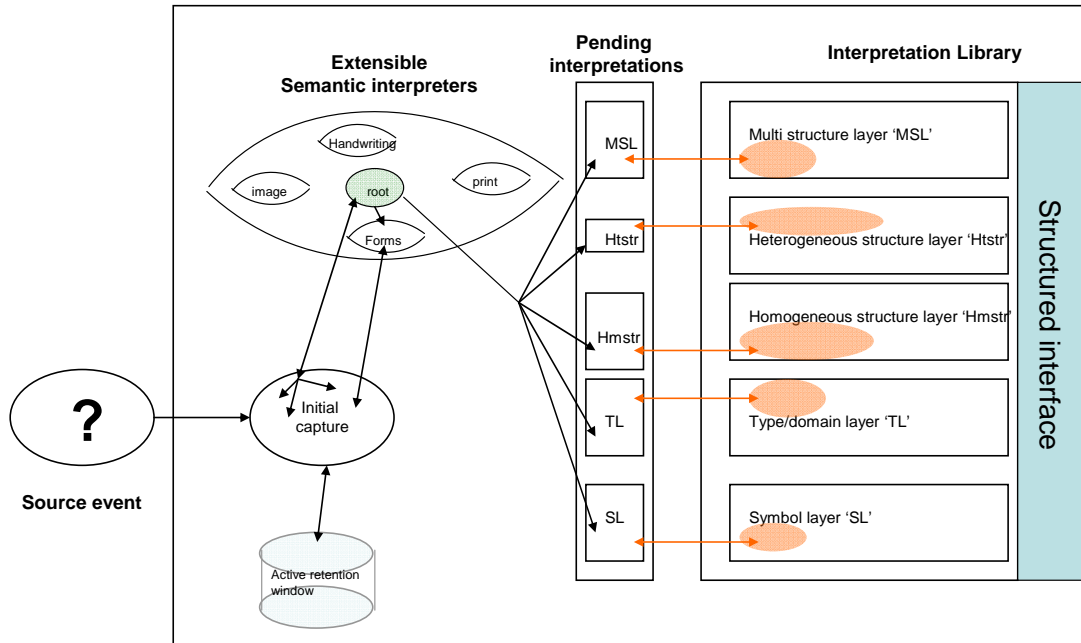 Extensible
Semantic interpreters
Pending
interpretations
Interpretation Library
Handwriting
image
root
print
Forms
MSL
Htstr
Hmstr
TL
SL
Multi structure layer ‘MSL’
Heterogeneous structure layer ‘Htstr’
Homogeneous structure layer ‘Hmstr’
Type/domain layer ‘TL’
Symbol layer ‘SL’
Structured interface
?
Source event
Initial
capture
Active retention
window